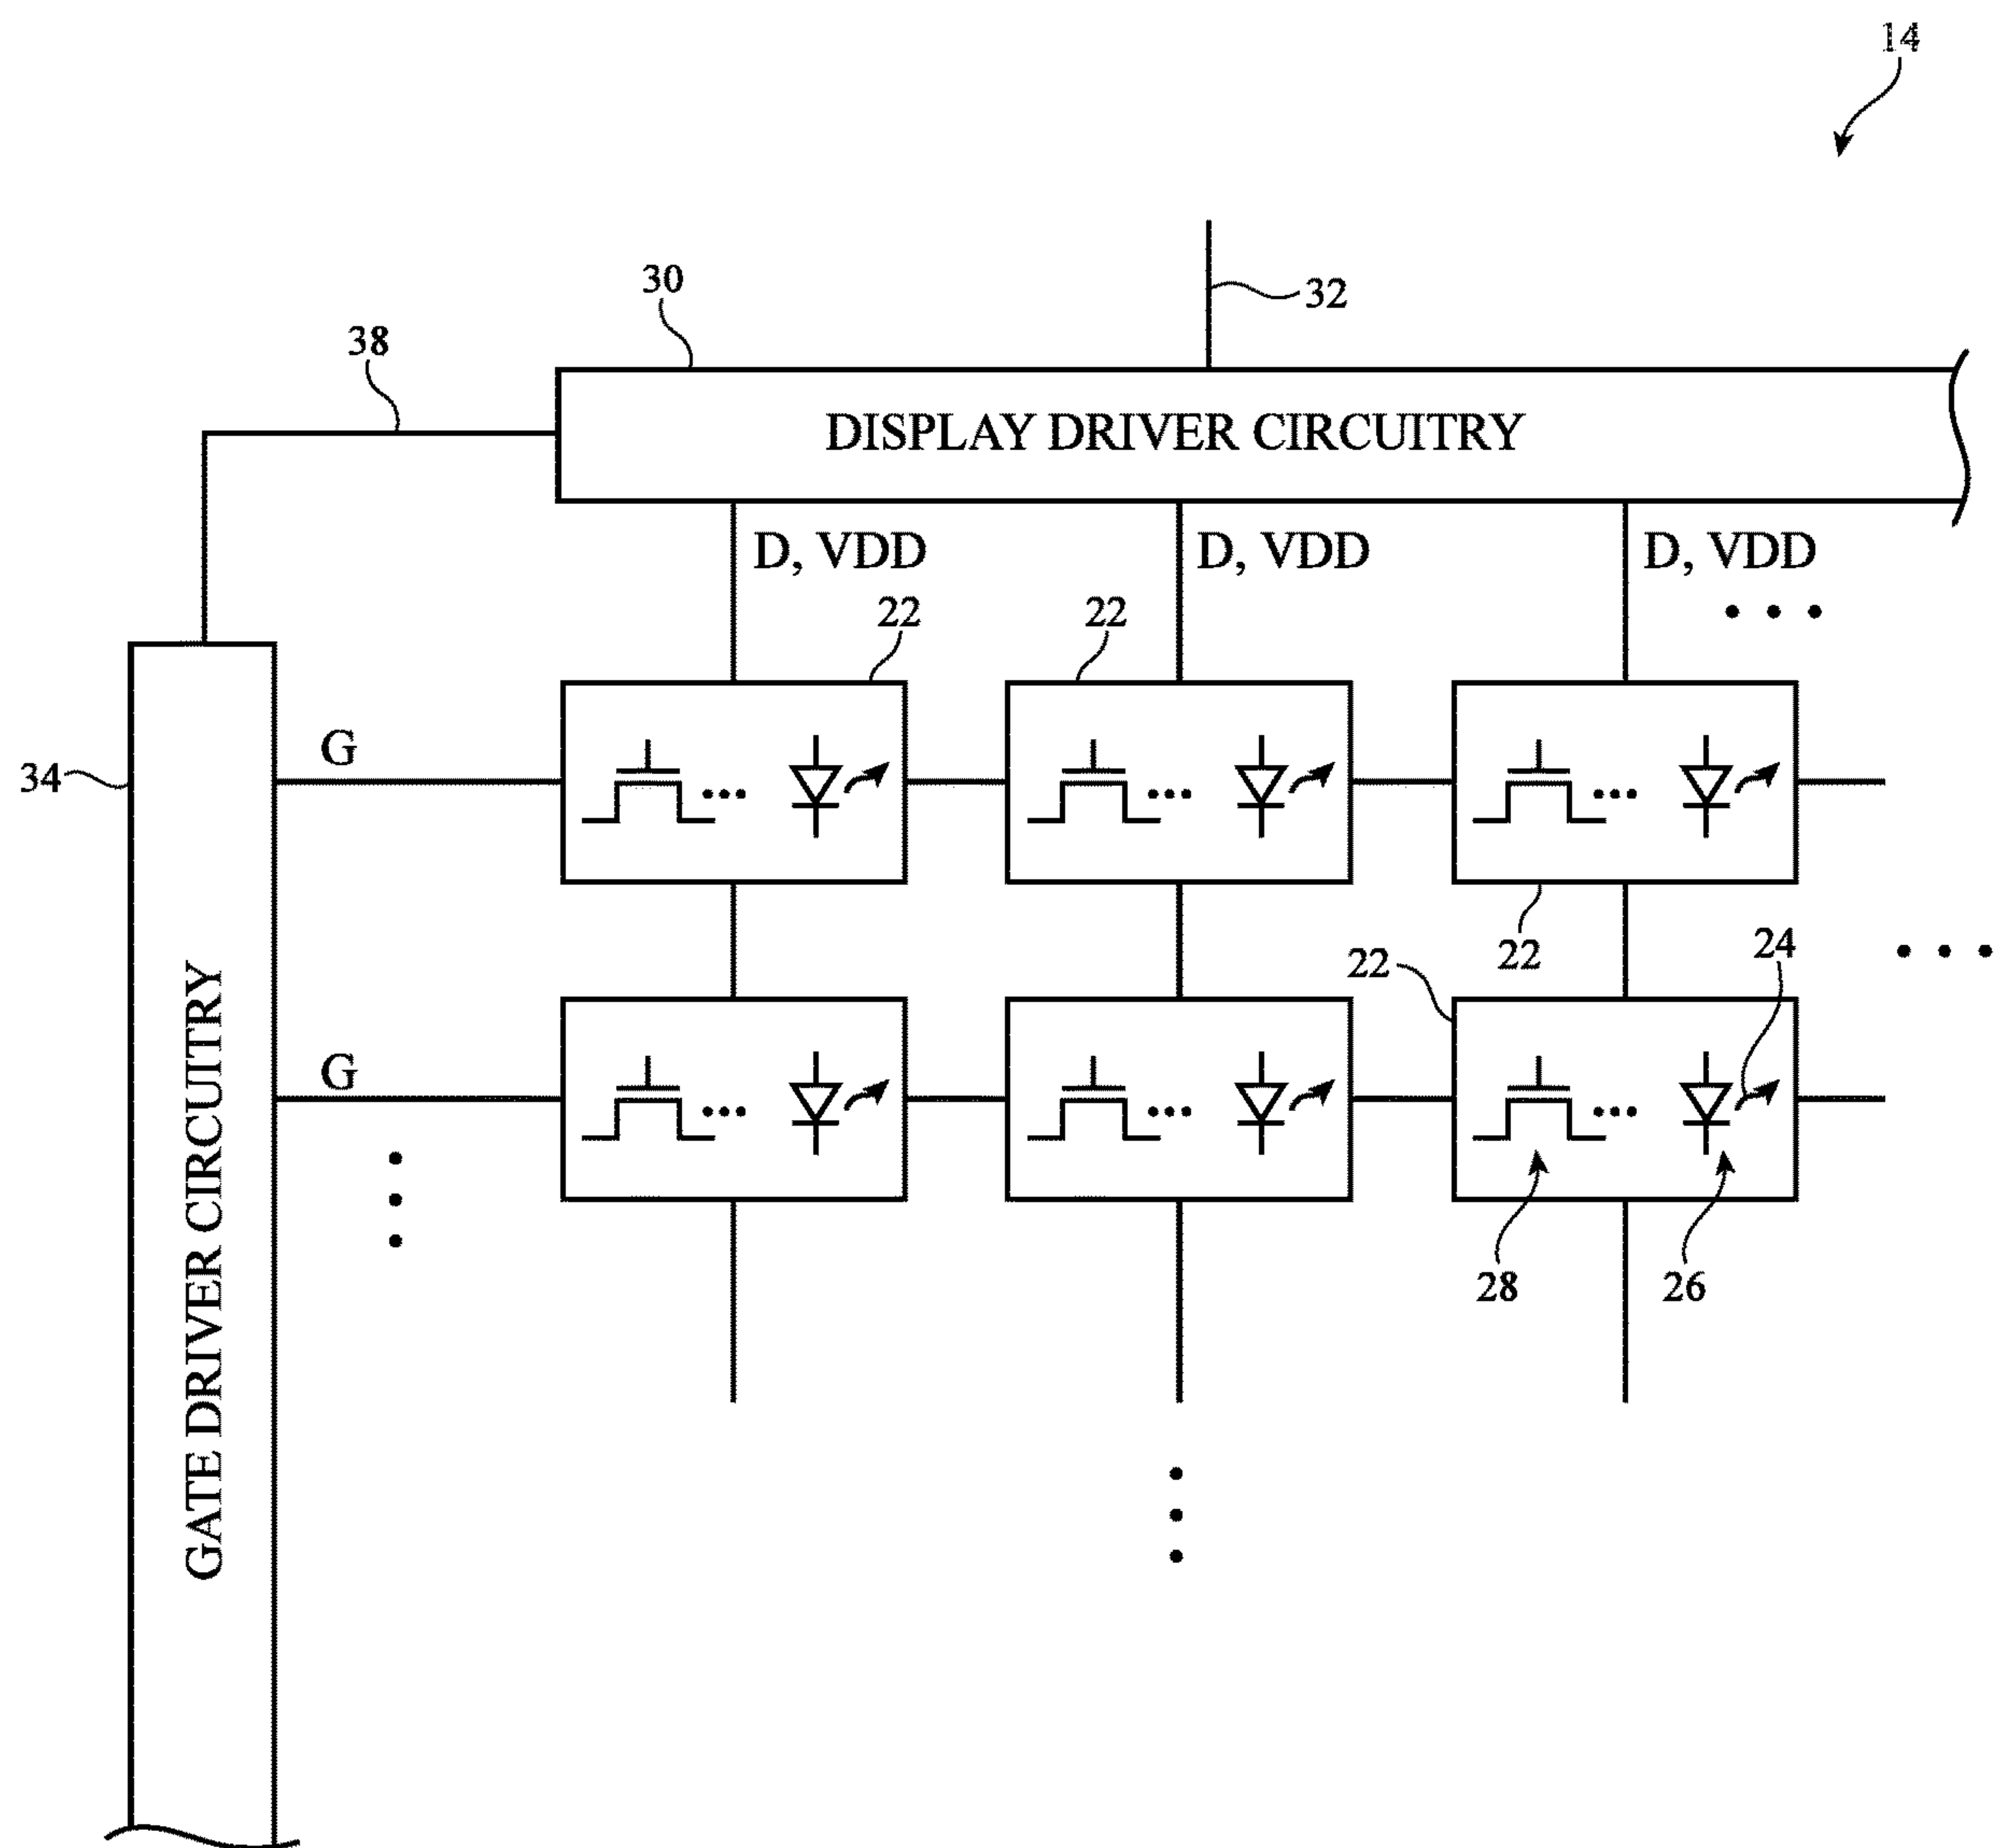 14
30
32
38
DISPLAY DRIVER CIRCUITRY
D, VDD
D, VDD
D, VDD
22
22
G
34
22
24
22
G
28
26
GATE DRIVER CIRCUITRY